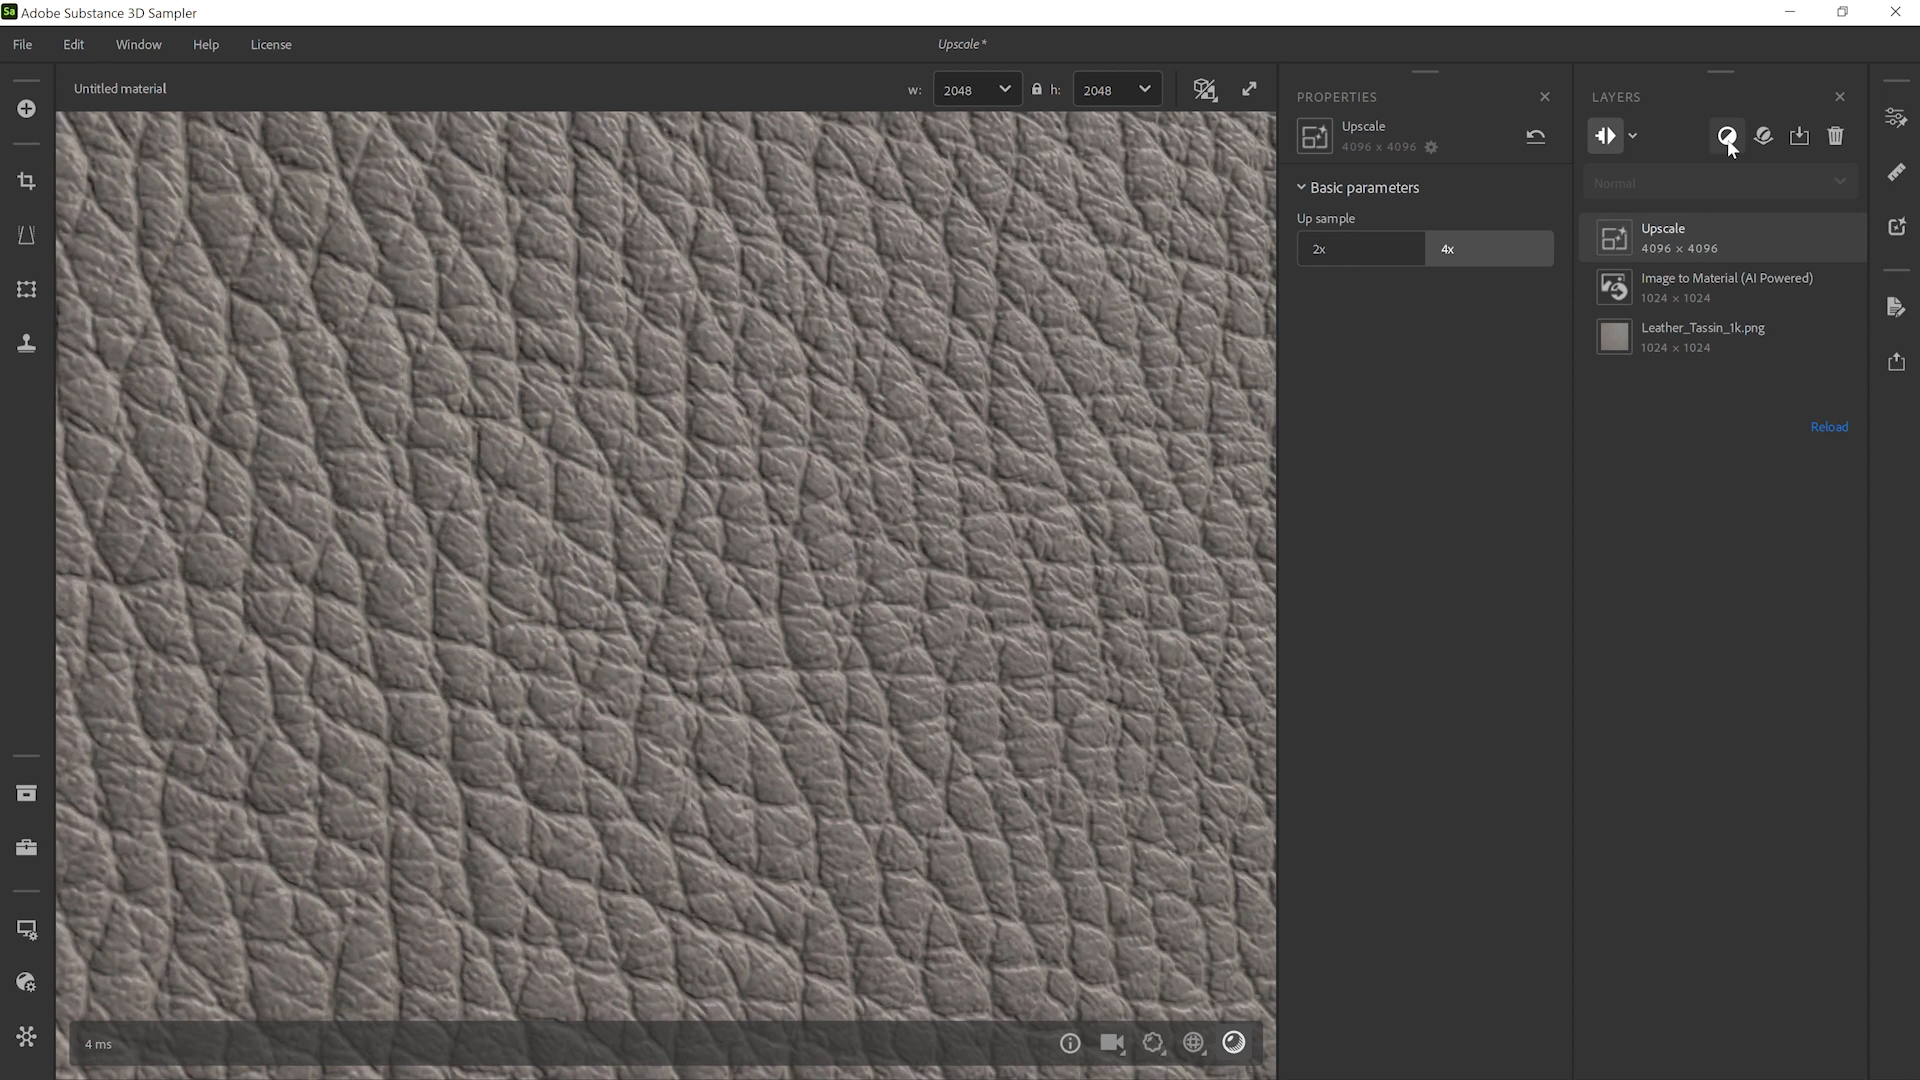 Sa Adobe Substance 3D Sampler
File Edit Window Help License
Upscale*
Untitled material
w: 2048 h: 2048
PROPERTIES
Upscale
4096 x 4096
Basic parameters
Up sample
2x 4x
LAYERS
Normal
Upscale
4096 x 4096
Image to Material (AI Powered)
1024 x 1024
Leather_Tassin_1k.png
1024 x 1024
Reload
4 ms